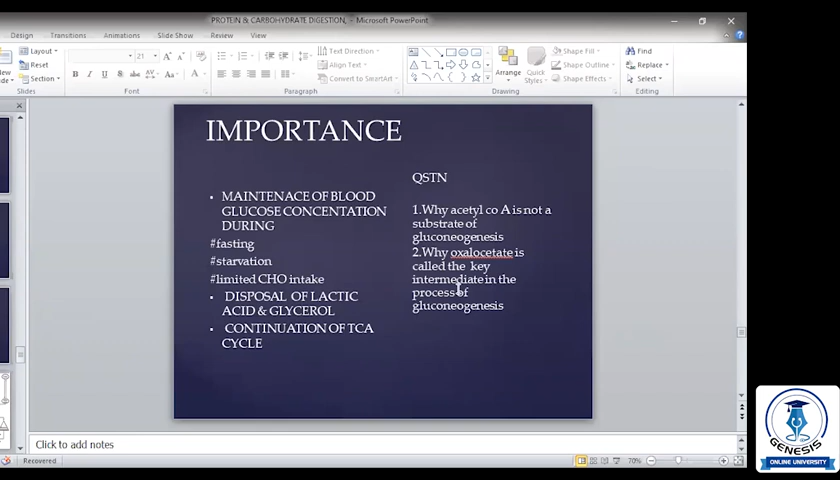 PROTEIN & CARBOHYDRATE DIGESTION, - Microsoft PowerPoint
Design Transitions Animations Slide Show Review View
Layout
Reset
Section
Slides
21
B I U S abc AV Aa A
Font
Paragraph
Text Direction
Align Text
Convert to SmartArt
Arrange
Quick
Styles
Shape Fill
Shape Outline
Shape Effects
Drawing
Find
Replace
Select
Editing
IMPORTANCE
MAINTENACE OF BLOOD
GLUCOSE CONCENTATION
DURING
#fasting
#starvation
#limited CHO intake
DISPOSAL OF LACTIC
ACID & GLYCEROL
CONTINUATION OF TCA
CYCLE
QSTN
1.Why acetyl co A is not a
substrate of
gluconeogenesis
2.Why oxalocetate is
called the key
intermediate in the
process of
gluconeogenesis
Click to add notes
Recovered
70%
GENESIS
ONLINE UNIVERSITY